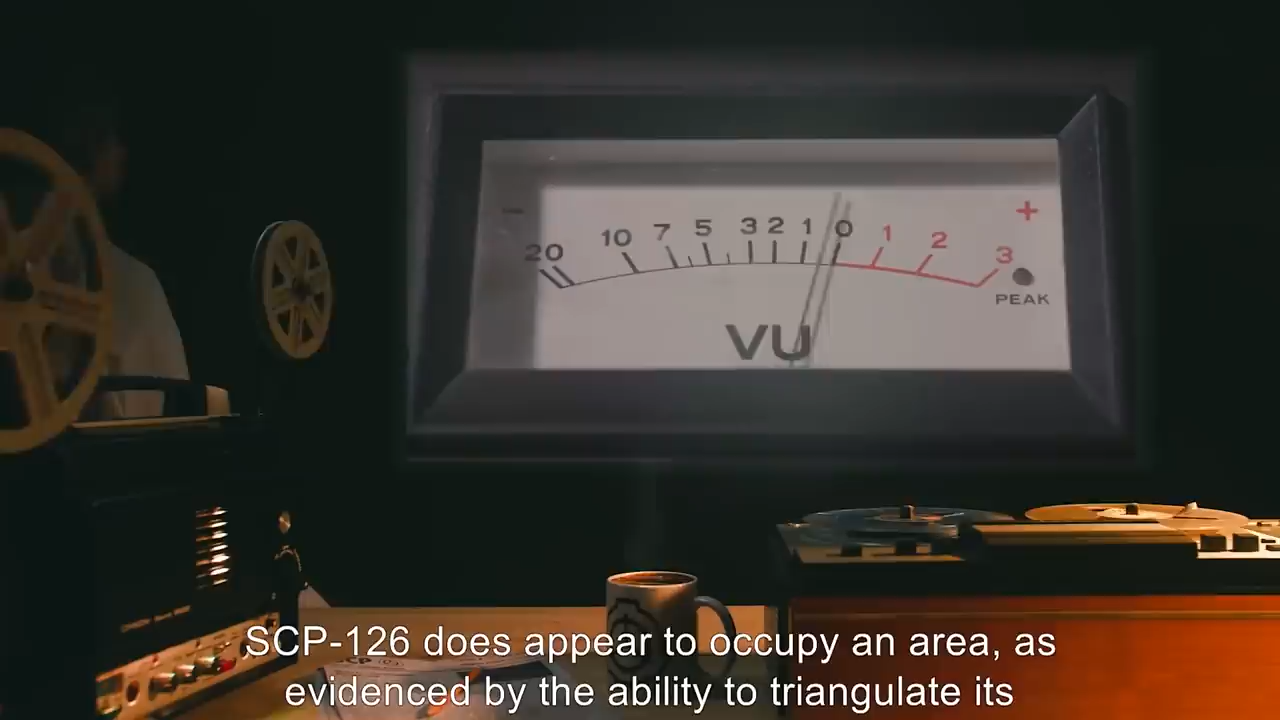 - +
20 10 7 5 3 2 1 0 1 2 3
PEAK
VU
SCP
SCP-126 does appear to occupy an area, as
evidenced by the ability to triangulate its